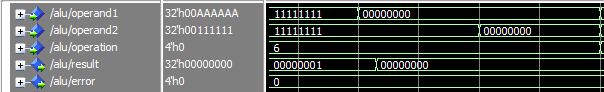 /alu/operand1 32'h00AAAAAA 11111111 00000000
/alu/operand2 32'h00111111 11111111 00000000
/alu/operation 4'h0 6
/alu/result 32'h00000000 00000001 00000000
/alu/error 4'h0 0